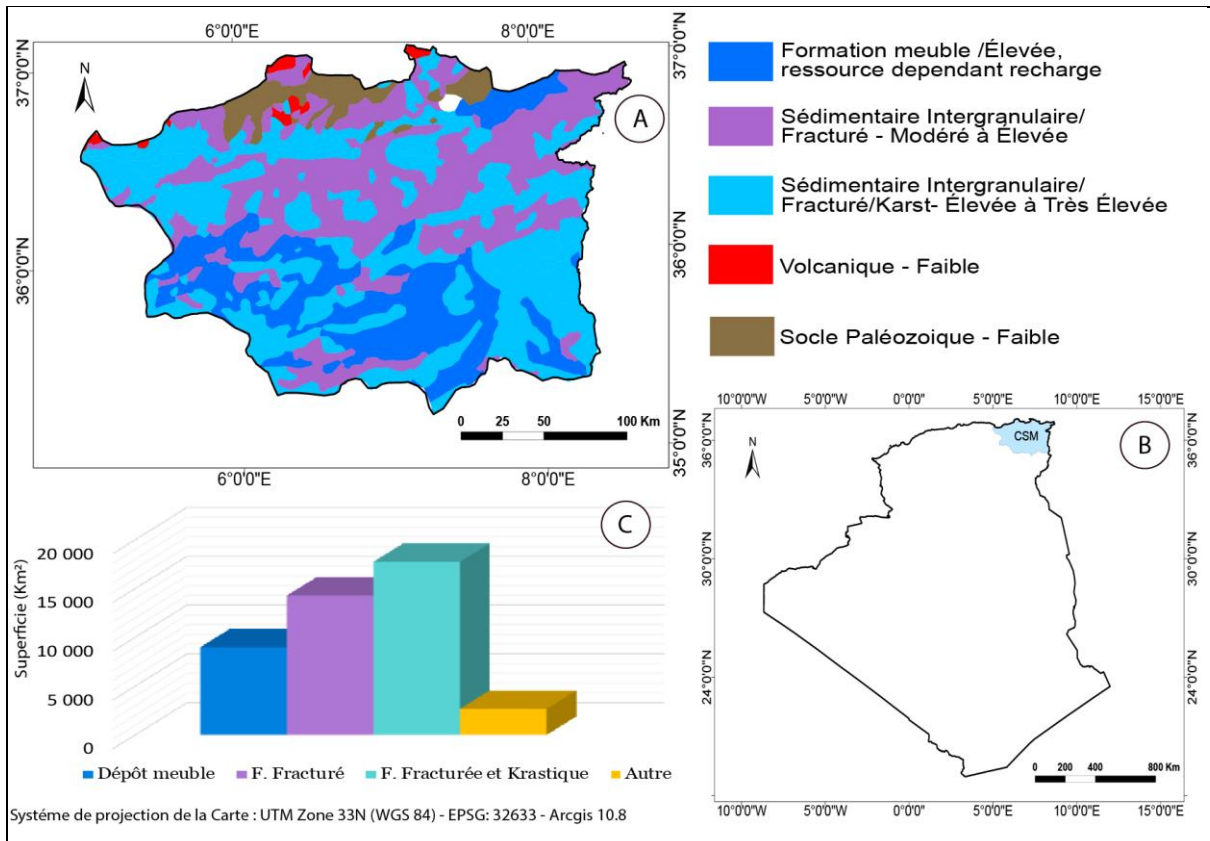 6°0'0"E
8°0'0"E
37°0'0"N
37°0'0"N
N
A
36°0'0"N
36°0'0"N
0 25 50 100 Km
35°0'0"N
6°0'0"E
8°0'0"E
Formation meuble /Élevée,
ressource dependant recharge
Sédimentaire Intergranulaire/
Fracturé - Modéré à Élevée
Sédimentaire Intergranulaire/
Fracturé/Karst- Élevée à Très Élevée
Volcanique - Faible
Socle Paléozoique - Faible
10°0'0"W 5°0'0"W 0°0'0" 5°0'0"E 10°0'0"E 15°0'0"E
36°0'0"N
36°0'0"N
CSM
N
B
30°0'0"N
30°0'0"N
24°0'0"N
24°0'0"N
0 200 400 800 Km
10°0'0"W 5°0'0"W 0°0'0" 5°0'0"E 10°0'0"E 15°0'0"E
C
Superficie (Km²)
20 000
15 000
10 000
5 000
0
Dépôt meuble F. Fracturé F. Fracturée et Krastique Autre
Systéme de projection de la Carte : UTM Zone 33N (WGS 84) - EPSG: 32633 - Arcgis 10.8